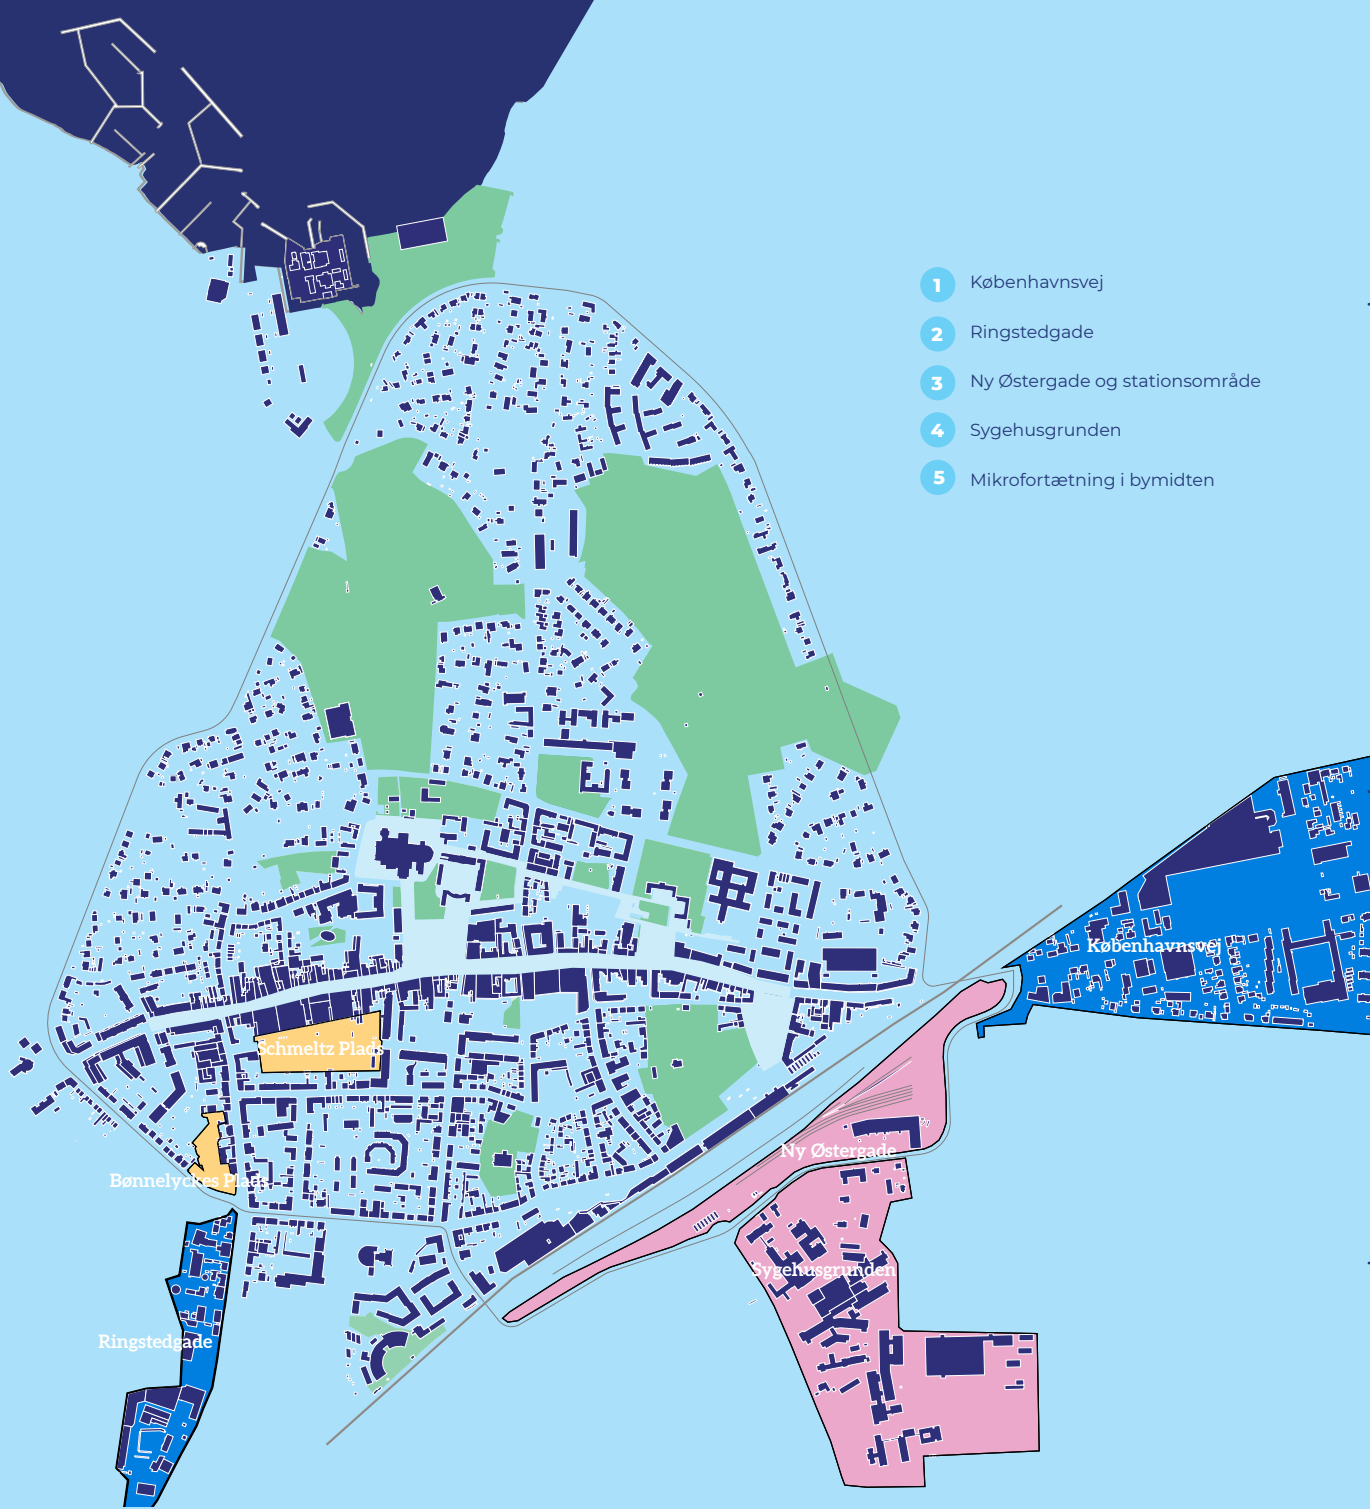 1 Københavnsvej
2 Ringstedgade
3 Ny Østergade og stationsområde
4 Sygehusgrunden
5 Mikrofortætning i bymidten
Københavnsvej
Schmeltz Plads
Ny Østergade
Bønnelyckes Plads
Sygehusgrunden
Ringstedgade